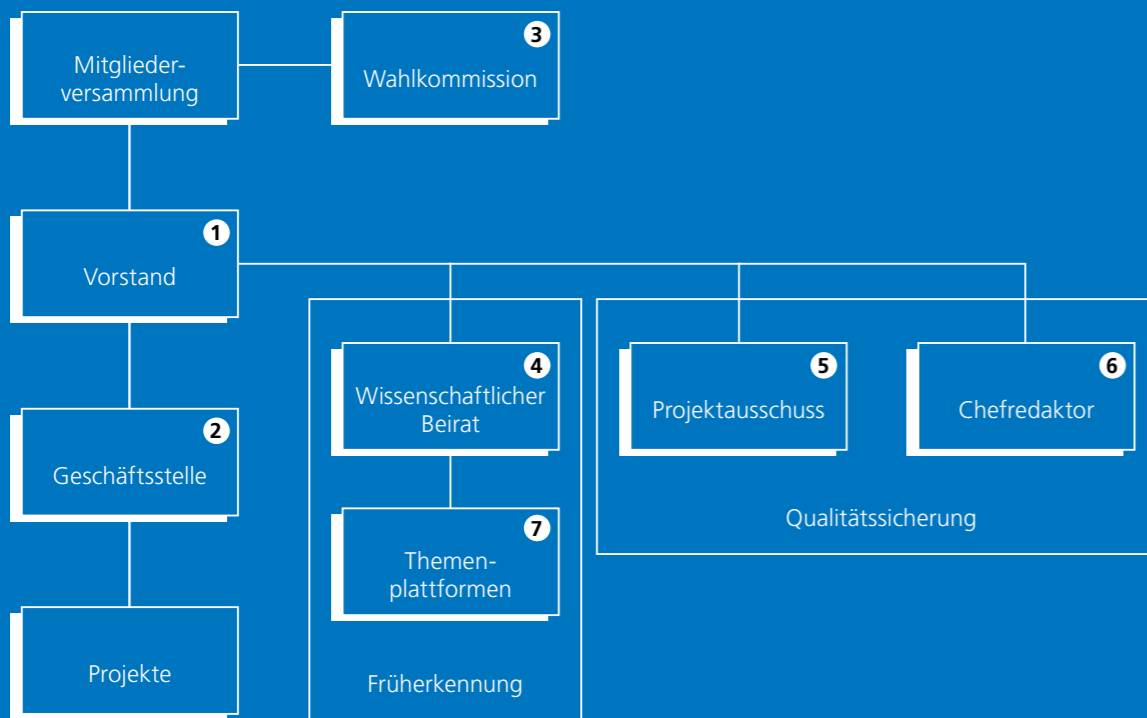 Mitglieder-
versammlung
3
Wahlkommission
1
Vorstand
4
Wissenschaftlicher
Beirat
5
Projektausschuss
6
Chefredaktor
2
Geschäftsstelle
7
Themen-
plattformen
Qualitätssicherung
Projekte
Früherkennung